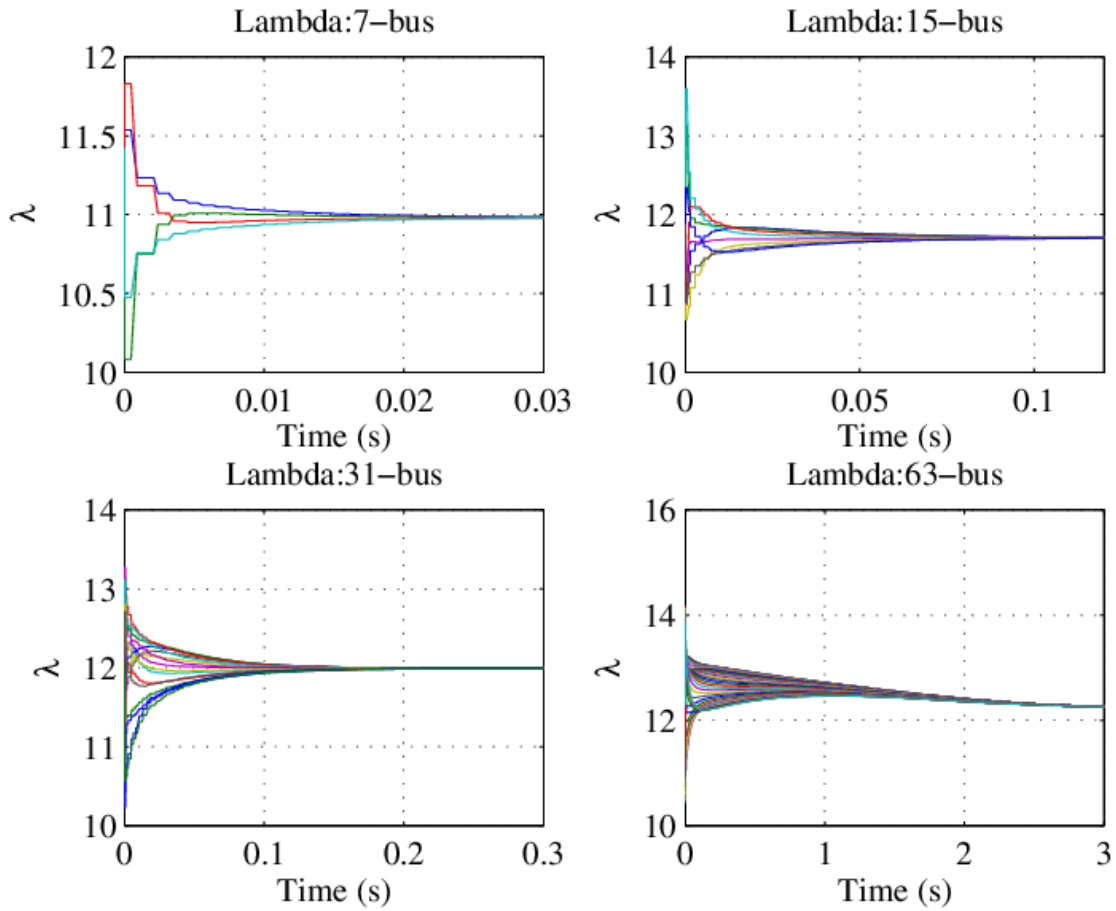 Lambda:7−bus
12
11.5
11
10.5
10
λ
0 0.01 0.02 0.03
Time (s)
Lambda:15−bus
14
13
12
11
10
λ
0 0.05 0.1
Time (s)
Lambda:31−bus
14
13
12
11
10
λ
0 0.1 0.2 0.3
Time (s)
Lambda:63−bus
16
14
12
10
λ
0 1 2 3
Time (s)